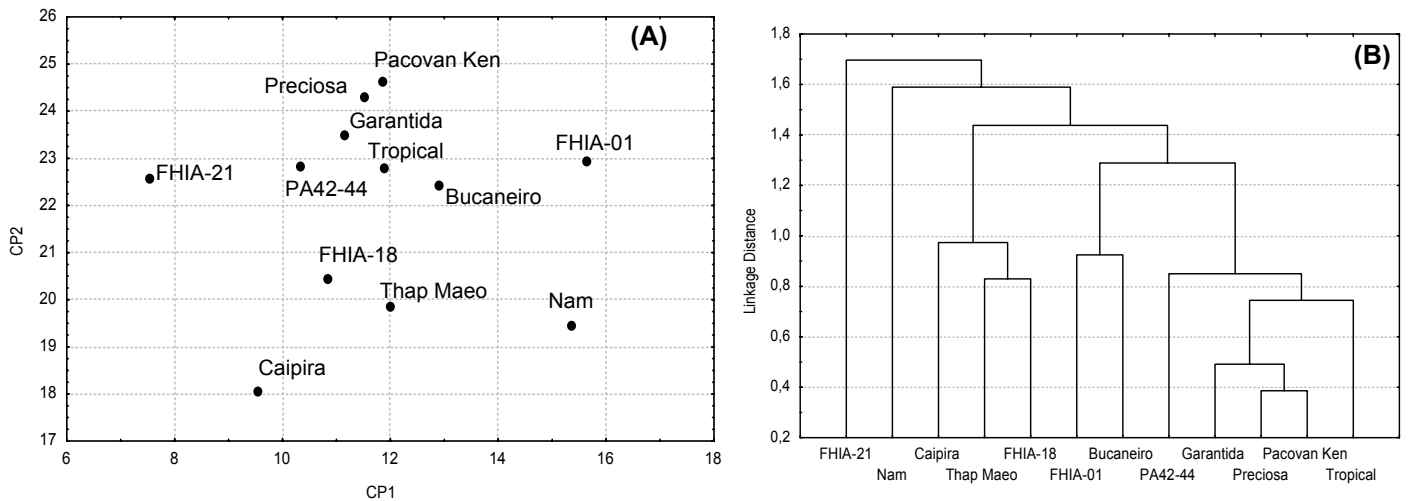 (A)
26
25
24
23
22
21
20
19
18
17
CP2
Pacovan Ken
Preciosa
Garantida
FHIA-01
Tropical
FHIA-21
PA42-44
Bucaneiro
FHIA-18
Thap Maeo
Nam
Caipira
6 8 10 12 14 16 18
CP1
(B)
1,8
1,6
1,4
1,2
1,0
0,8
0,6
0,4
0,2
Linkage Distance
FHIA-21 Caipira FHIA-18 Bucaneiro Garantida Pacovan Ken
Nam Thap Maeo FHIA-01 PA42-44 Preciosa Tropical